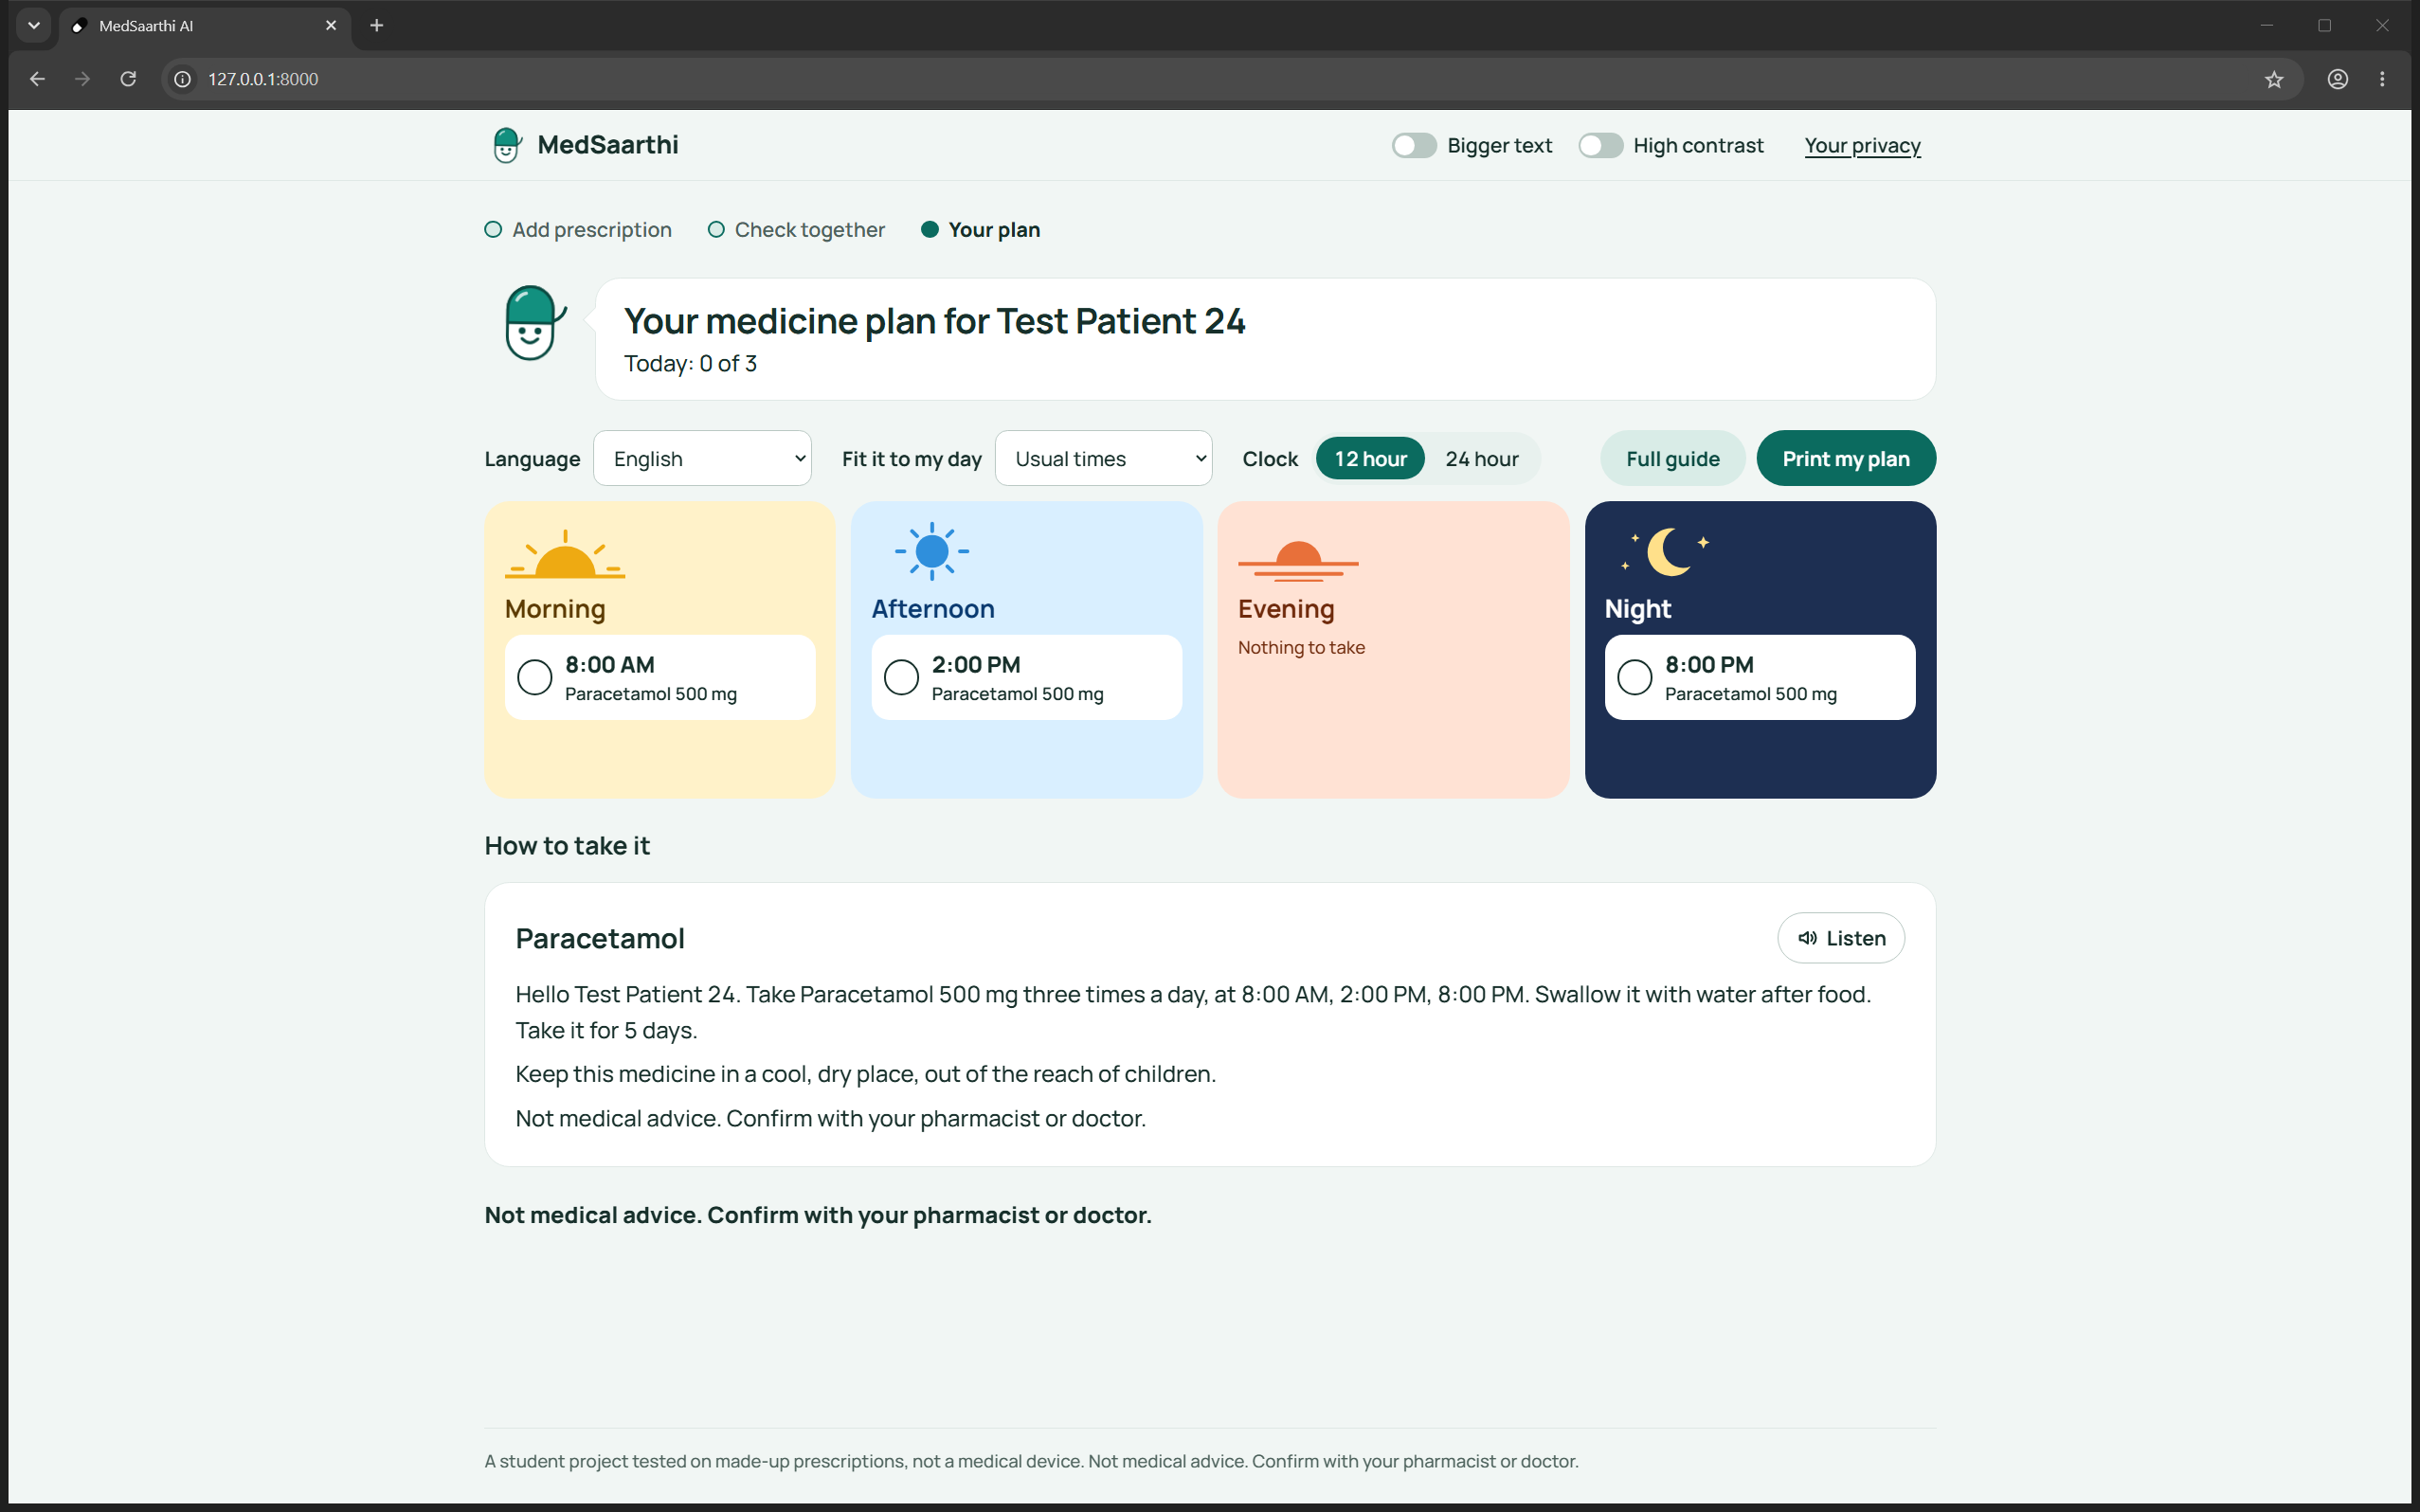 MedSaarthi AI
127.0.0.1:8000
MedSaarthi
Bigger text
High contrast
Your privacy
Add prescription
Check together
Your plan
Your medicine plan for Test Patient 24
Today: 0 of 3
Language
English
Fit it to my day
Usual times
Clock
12 hour
24 hour
Full guide
Print my plan
Morning
8:00 AM
Paracetamol 500 mg
Afternoon
2:00 PM
Paracetamol 500 mg
Evening
Nothing to take
Night
8:00 PM
Paracetamol 500 mg
How to take it
Paracetamol
Listen
Hello Test Patient 24. Take Paracetamol 500 mg three times a day, at 8:00 AM, 2:00 PM, 8:00 PM. Swallow it with water after food.
Take it for 5 days.
Keep this medicine in a cool, dry place, out of the reach of children.
Not medical advice. Confirm with your pharmacist or doctor.
Not medical advice. Confirm with your pharmacist or doctor.
A student project tested on made-up prescriptions, not a medical device. Not medical advice. Confirm with your pharmacist or doctor.